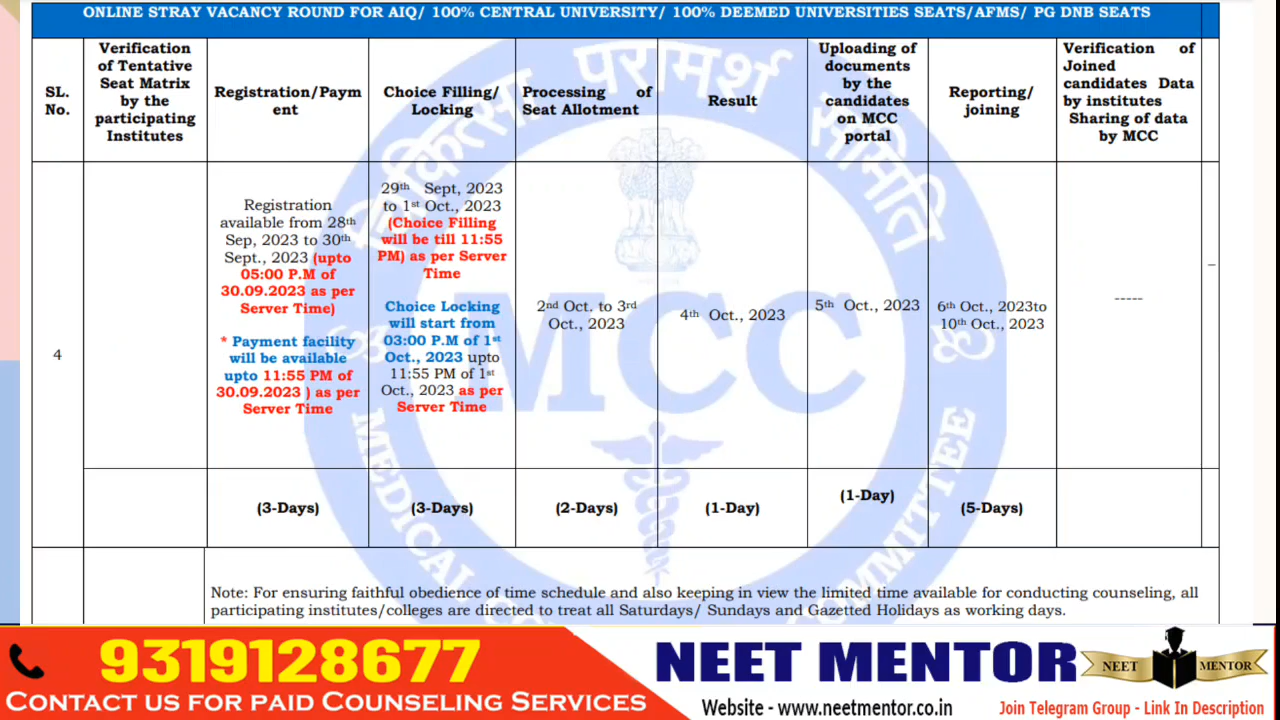 ONLINE STRAY VACANCY ROUND FOR AIQ/ 100% CENTRAL UNIVERSITY/ 100% DEEMED UNIVERSITIES SEATS/AFMS/ PG DNB SEATS
SL.
No.
Verification
of Tentative
Seat Matrix
by the
participating
Institutes
Registration/Paym
ent
Choice Filling/
Locking
Processing of
Seat Allotment
Result
Uploading of
documents
by the
candidates
on MCC
portal
Reporting/
joining
Verification of
Joined
candidates Data
by institutes
Sharing of data
by MCC
4
Registration
available from 28th
Sep, 2023 to 30th
Sept., 2023 (upto
05:00 P.M of
30.09.2023 as per
Server Time)
* Payment facility
will be available
upto 11:55 PM of
30.09.2023 ) as per
Server Time
29th Sept, 2023
to 1st Oct., 2023
(Choice Filling
will be till 11:55
PM) as per Server
Time
Choice Locking
will start from
03:00 P.M of 1st
Oct., 2023 upto
11:55 PM of 1st
Oct., 2023 as per
Server Time
2nd Oct. to 3rd
Oct., 2023
4th Oct., 2023
5th Oct., 2023
6th Oct., 2023to
10th Oct., 2023
-----
–
(3-Days)
(3-Days)
(2-Days)
(1-Day)
(1-Day)
(5-Days)
Note: For ensuring faithful obedience of time schedule and also keeping in view the limited time available for conducting counseling, all
participating institutes/colleges are directed to treat all Saturdays/ Sundays and Gazetted Holidays as working days.
चिकित्सा परामर्श समिति
MCC
MEDICAL CO
COMMITTEE
9319128677
CONTACT US FOR PAID COUNSELING SERVICES
NEET MENTOR
NEET MENTOR
Website - www.neetmentor.co.in
Join Telegram Group - Link In Description